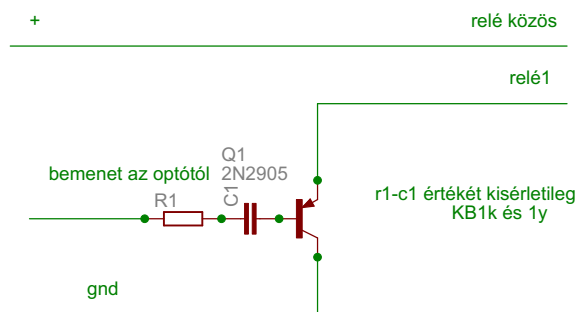 +
relé közös
relé1
Q1
bemenet az optótól
2N2905
R1
C1
r1-c1 értékét kisérletileg
KB1k és 1y
gnd